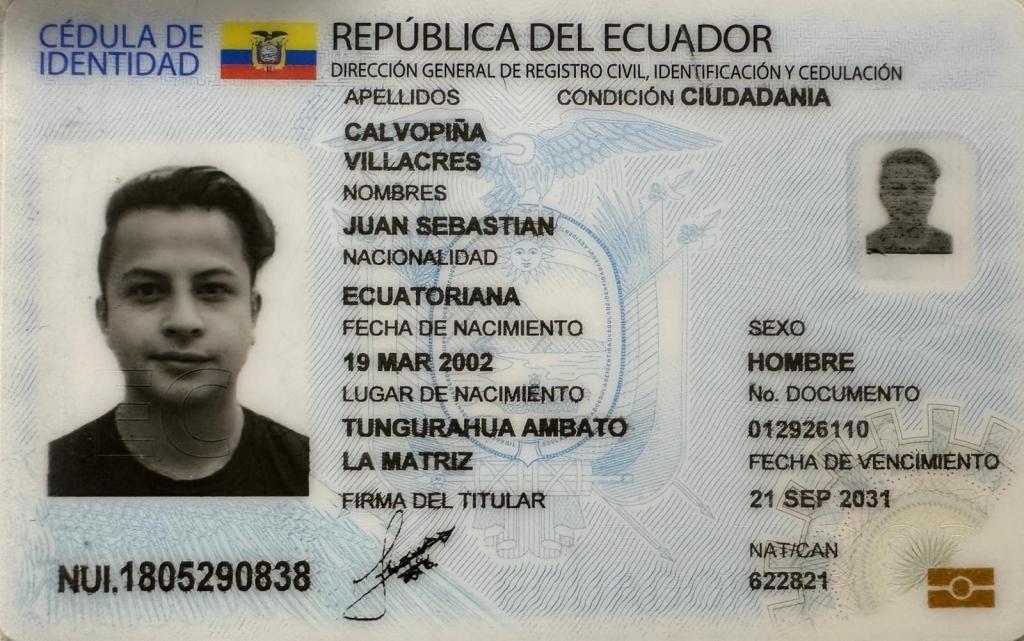 CÉDULA DE
IDENTIDAD
REPÚBLICA DEL ECUADOR
DIRECCIÓN GENERAL DE REGISTRO CIVIL, IDENTIFICACIÓN Y CEDULACIÓN
APELLIDOS
CONDICIÓN CIUDADANIA
CALVOPIÑA
VILLACRES
NOMBRES
JUAN SEBASTIAN
NACIONALIDAD
ECUATORIANA
FECHA DE NACIMIENTO
SEXO
19 MAR 2002
HOMBRE
LUGAR DE NACIMIENTO
No. DOCUMENTO
TUNGURAHUA AMBATO
012926110
LA MATRIZ
FECHA DE VENCIMIENTO
FIRMA DEL TITULAR
21 SEP 2031
NAT/CAN
622821
NUI.1805290838